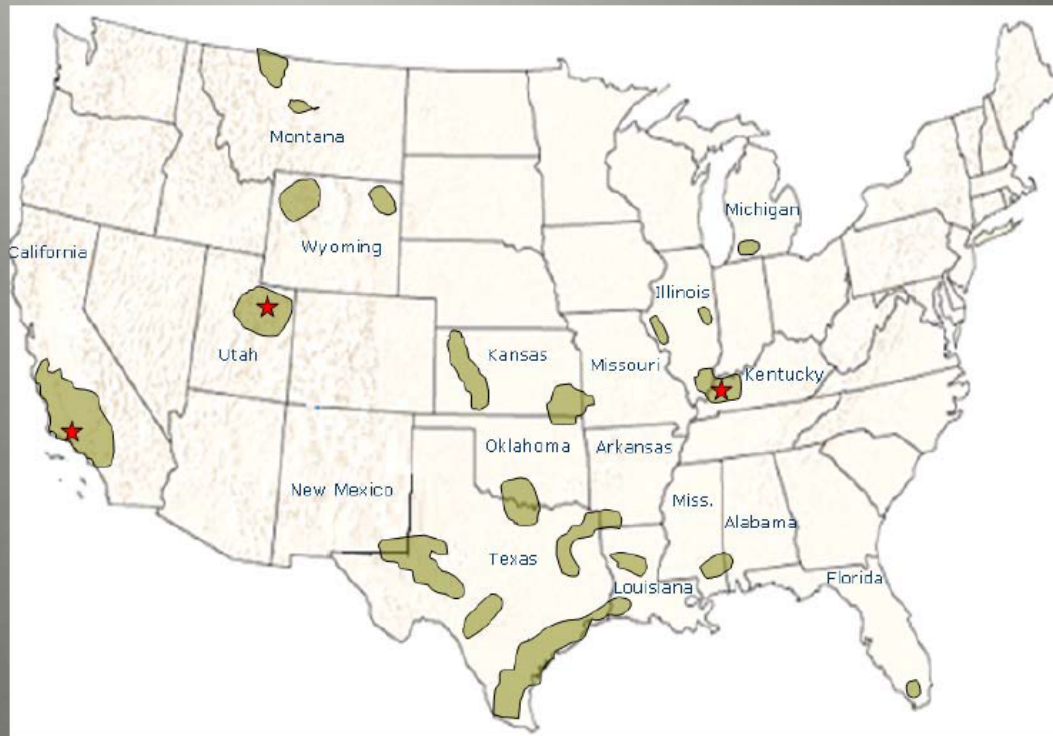 Montana
Michigan
California
Wyoming
Illinois
Utah
Kansas
Missouri
Kentucky
Oklahoma
Arkansas
New Mexico
Miss.
Alabama
Texas
Louisiana
Florida